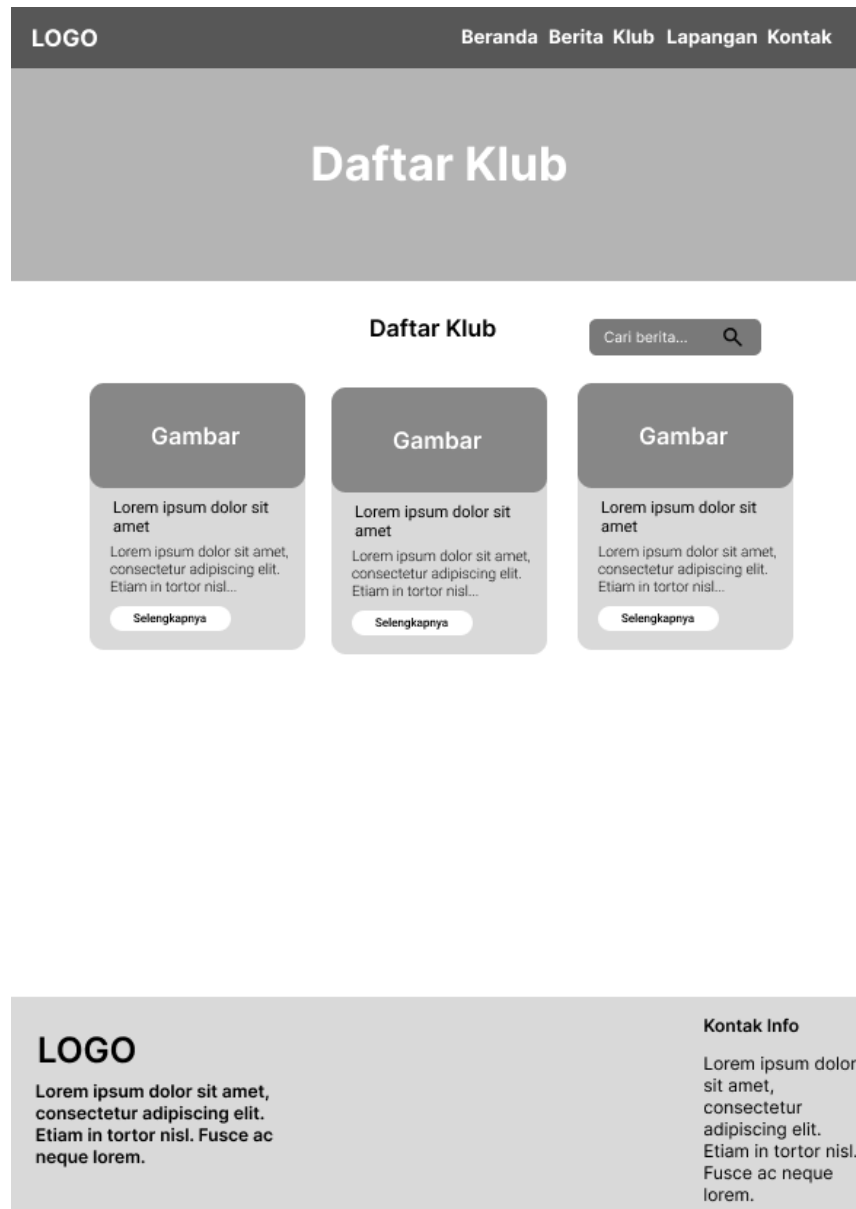 LOGO
Beranda Berita Klub Lapangan Kontak
Daftar Klub
Daftar Klub
Cari berita...
Gambar
Lorem ipsum dolor sit
amet
Lorem ipsum dolor sit amet,
consectetur adipiscing elit.
Etiam in tortor nisl...
Selengkapnya
Gambar
Lorem ipsum dolor sit
amet
Lorem ipsum dolor sit amet,
consectetur adipiscing elit.
Etiam in tortor nisl...
Selengkapnya
Gambar
Lorem ipsum dolor sit
amet
Lorem ipsum dolor sit amet,
consectetur adipiscing elit.
Etiam in tortor nisl...
Selengkapnya
LOGO
Lorem ipsum dolor sit amet,
consectetur adipiscing elit.
Etiam in tortor nisl. Fusce ac
neque lorem.
Kontak Info
Lorem ipsum dolor
sit amet,
consectetur
adipiscing elit.
Etiam in tortor nisl.
Fusce ac neque
lorem.